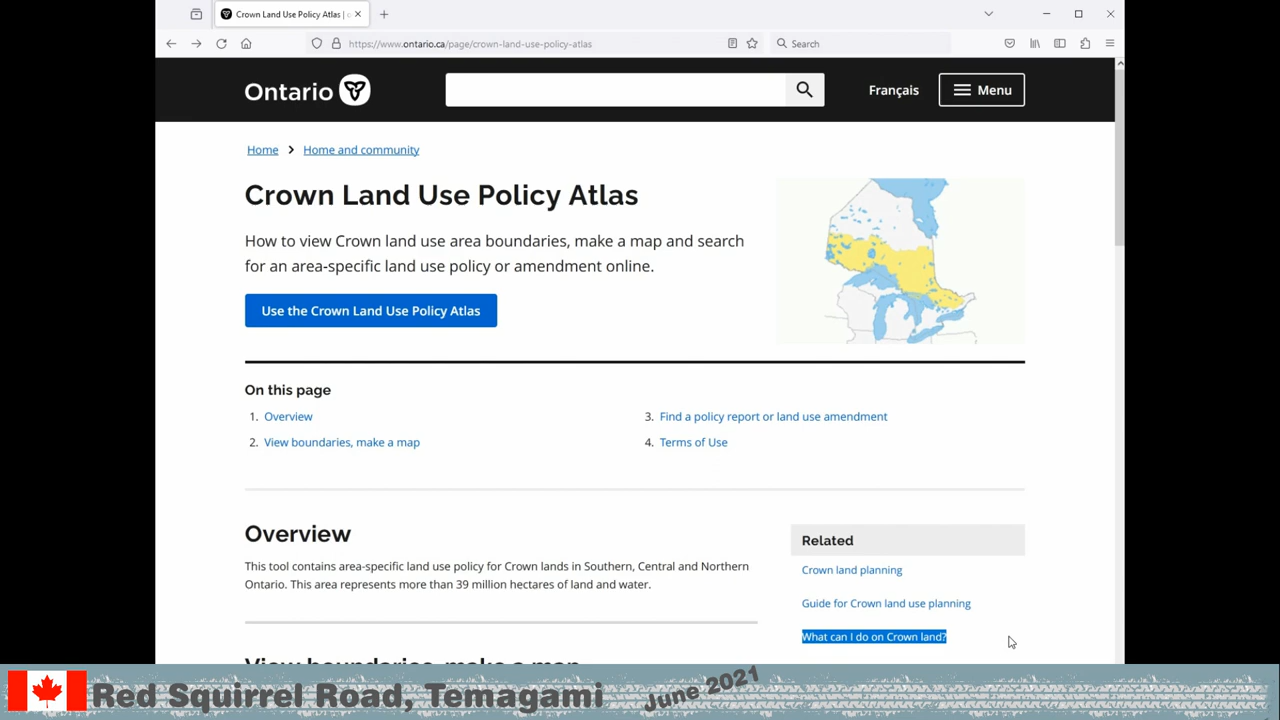 Crown Land Use Policy Atlas | o
https://www.ontario.ca/page/crown-land-use-policy-atlas
Search
Ontario
Français
Menu
Home
Home and community
Crown Land Use Policy Atlas
How to view Crown land use area boundaries, make a map and search
for an area-specific land use policy or amendment online.
Use the Crown Land Use Policy Atlas
On this page
1. Overview
2. View boundaries, make a map
3. Find a policy report or land use amendment
4. Terms of Use
Overview
This tool contains area-specific land use policy for Crown lands in Southern, Central and Northern
Ontario. This area represents more than 39 million hectares of land and water.
Related
Crown land planning
Guide for Crown land use planning
What can I do on Crown land?
View boundaries, make a map
Red Squirrel Road, Temagami
June 2021